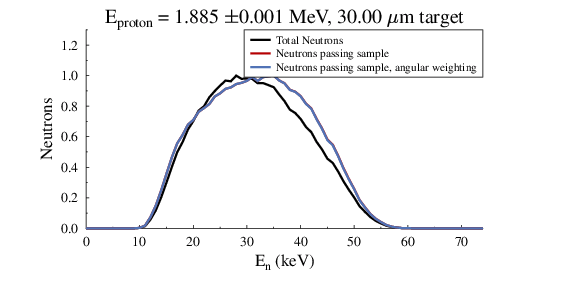 E_proton = 1.885 ±0.001 MeV, 30.00 μm target
Total Neutrons
Neutrons passing sample
Neutrons passing sample, angular weighting
1.2
1.0
0.8
0.6
0.4
0.2
0.0
Neutrons
0 10 20 30 40 50 60 70
E_n (keV)